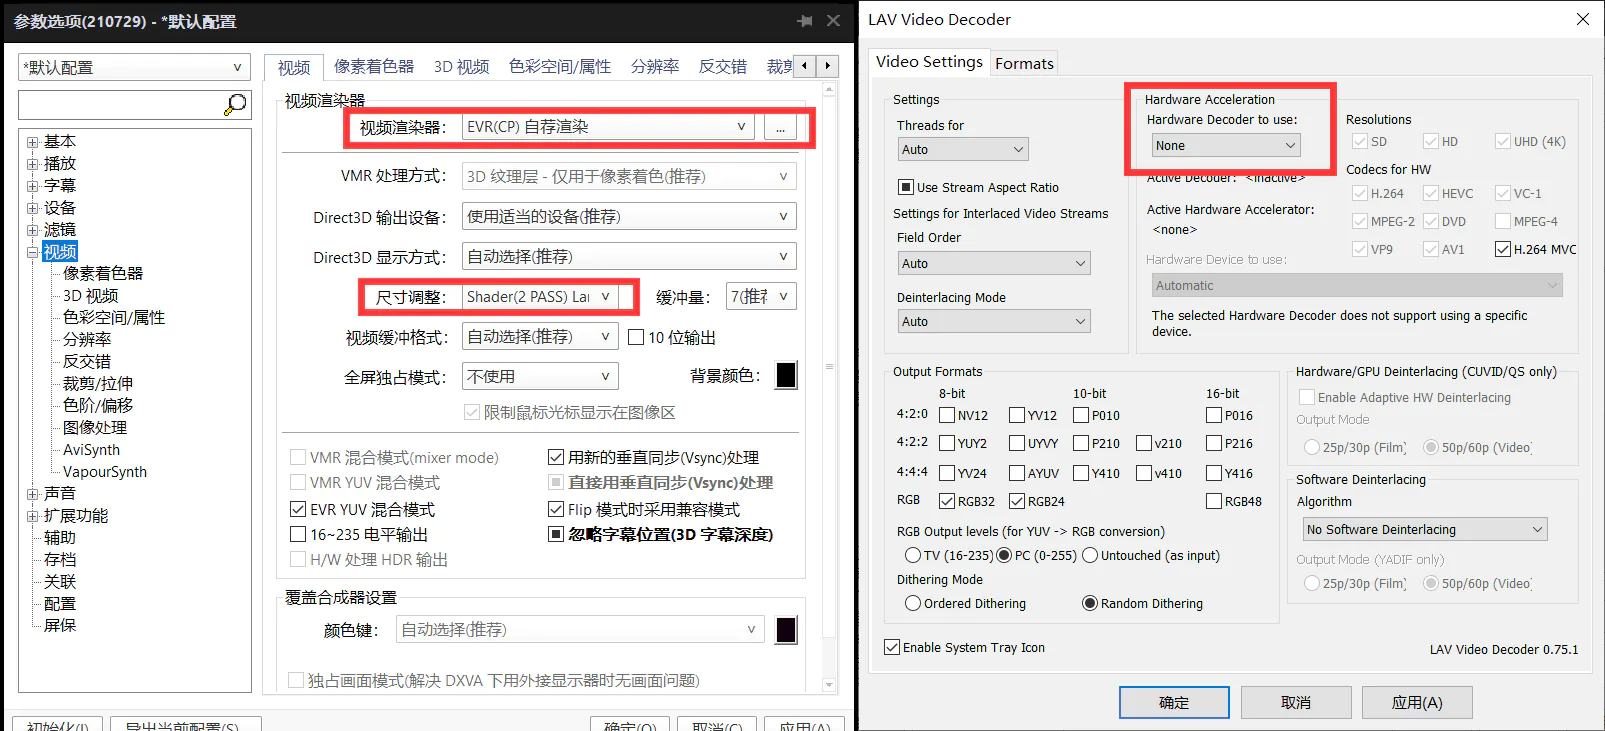 参数选项(210729) - *默认配置
*默认配置
基本
播放
字幕
设备
滤镜
视频
像素着色器
3D 视频
色彩空间/属性
分辨率
反交错
裁剪/拉伸
色阶/偏移
图像处理
AviSynth
VapourSynth
声音
扩展功能
辅助
存档
关联
配置
屏保
视频 像素着色器 3D 视频 色彩空间/属性 分辨率 反交错
视频渲染器
视频渲染器: EVR(CP) 自荐渲染 ...
VMR 处理方式: 3D 纹理层 - 仅用于像素着色(推荐)
Direct3D 输出设备: 使用适当的设备(推荐)
Direct3D 显示方式: 自动选择(推荐)
尺寸调整: Shader(2 PASS) Lan 缓冲量: 7(推荐
视频缓冲格式: 自动选择(推荐) 10 位输出
全屏独占模式: 不使用 背景颜色:
限制鼠标光标显示在图像区
VMR 混合模式(mixer mode) 用新的垂直同步(Vsync)处理
VMR YUV 混合模式 直接用垂直同步(Vsync)处理
EVR YUV 混合模式 Flip 模式时采用兼容模式
16~235 电平输出 忽略字幕位置(3D 字幕深度)
H/W 处理 HDR 输出
覆盖合成器设置
颜色键: 自动选择(推荐)
独占画面模式(解决 DXVA 下用外接显示器时无画面问题)
初始化(I) 导出当前配置(S)... 确定(O) 取消(C) 应用(A)
LAV Video Decoder
Video Settings Formats
Settings
Threads for
Auto
Use Stream Aspect Ratio
Settings for Interlaced Video Streams
Field Order
Auto
Deinterlacing Mode
Auto
Hardware Acceleration
Hardware Decoder to use:
None
Active Decoder: <inactive>
Active Hardware Accelerator:
<none>
Hardware Device to use:
Automatic
The selected Hardware Decoder does not support using a specific
device.
Resolutions
SD HD UHD (4K)
Codecs for HW
H.264 HEVC VC-1
MPEG-2 DVD MPEG-4
VP9 AV1 H.264 MVC
Output Formats
8-bit 10-bit 16-bit
4:2:0 NV12 YV12 P010 P016
4:2:2 YUY2 UYVY P210 v210 P216
4:4:4 YV24 AYUV Y410 v410 Y416
RGB RGB32 RGB24 RGB48
RGB Output levels (for YUV -> RGB conversion)
TV (16-235) PC (0-255) Untouched (as input)
Dithering Mode
Ordered Dithering Random Dithering
Hardware/GPU Deinterlacing (CUVID/QS only)
Enable Adaptive HW Deinterlacing
Output Mode
25p/30p (Film) 50p/60p (Video)
Software Deinterlacing
Algorithm
No Software Deinterlacing
Output Mode (YADIF only)
25p/30p (Film) 50p/60p (Video)
Enable System Tray Icon
LAV Video Decoder 0.75.1
确定 取消 应用(A)